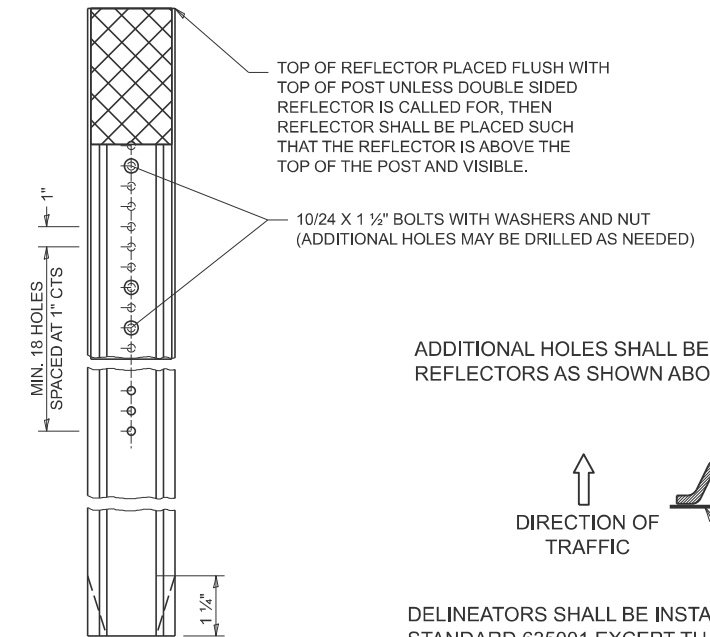 TOP OF REFLECTOR PLACED FLUSH WITH
TOP OF POST UNLESS DOUBLE SIDED
REFLECTOR IS CALLED FOR, THEN
REFLECTOR SHALL BE PLACED SUCH
THAT THE REFLECTOR IS ABOVE THE
TOP OF THE POST AND VISIBLE.
1"
10/24 X 1 ½" BOLTS WITH WASHERS AND NUT
(ADDITIONAL HOLES MAY BE DRILLED AS NEEDED)
MIN. 18 HOLES
SPACED AT 1" CTS
ADDITIONAL HOLES SHALL BE
REFLECTORS AS SHOWN ABO
DIRECTION OF
TRAFFIC
1 ¼"
DELINEATORS SHALL BE INSTA
STANDARD 635001 EXCEPT TH